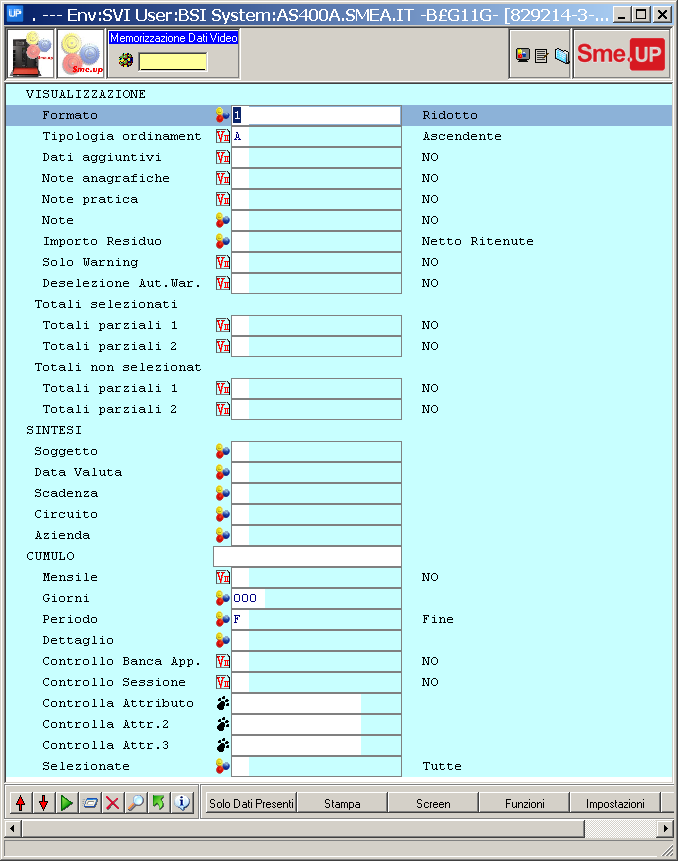 UP . --- Env:SVI User:BSI System:AS400A.SMEA.IT -B£G11G- [829214-3-...
Sme.up
Memorizzazione Dati Video
Sme.UP
VISUALIZZAZIONE
Formato 1 Ridotto
Tipologia ordinament A Ascendente
Dati aggiuntivi NO
Note anagrafiche NO
Note pratica NO
Note NO
Importo Residuo Netto Ritenute
Solo Warning NO
Deselezione Aut.War. NO
Totali selezionati
Totali parziali 1 NO
Totali parziali 2 NO
Totali non selezionat
Totali parziali 1 NO
Totali parziali 2 NO
SINTESI
Soggetto
Data Valuta
Scadenza
Circuito
Azienda
CUMULO
Mensile NO
Giorni 000
Periodo F Fine
Dettaglio
Controllo Banca App. NO
Controllo Sessione NO
Controlla Attributo
Controlla Attr.2
Controlla Attr.3
Selezionate Tutte
Solo Dati Presenti Stampa Screen Funzioni Impostazioni